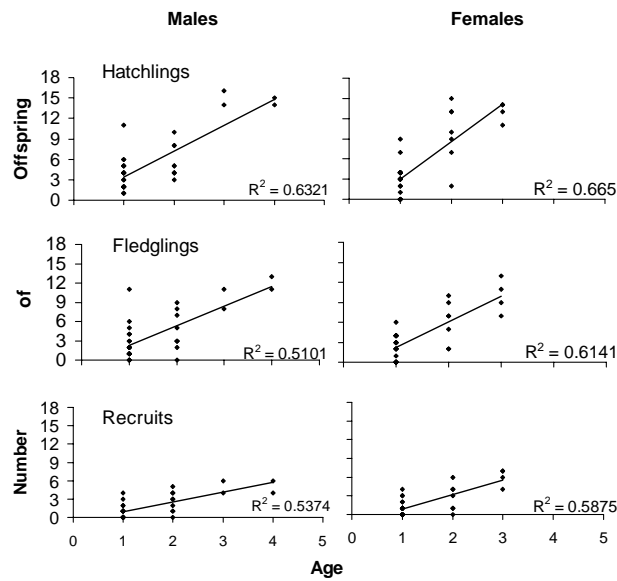 Males Females
Hatchlings
Offspring
18
15
12
9
6
3
0
R² = 0.6321
R² = 0.665
Fledglings
of
18
15
12
9
6
3
0
R² = 0.5101
R² = 0.6141
Recruits
Number
18
15
12
9
6
3
0
R² = 0.5374
R² = 0.5875
0 1 2 3 4 5 0 1 2 3 4 5
Age